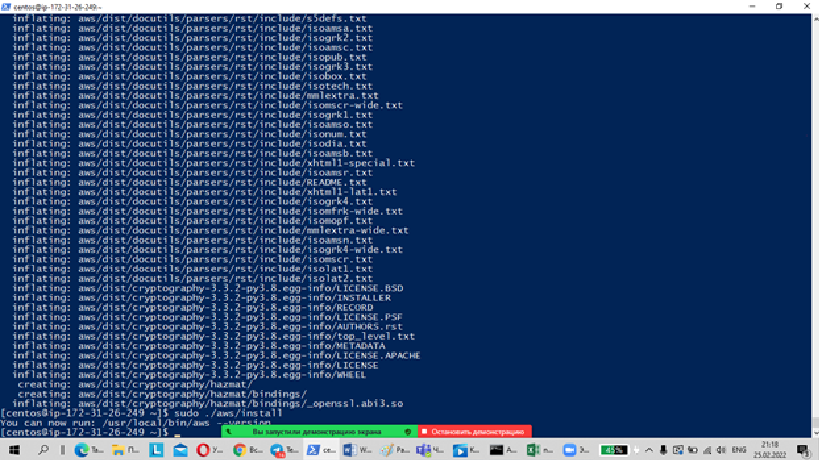 centos@ip-172-31-26-249:~
inflating: aws/dist/docutils/parsers/rst/include/s5defs.txt
inflating: aws/dist/docutils/parsers/rst/include/isoamsa.txt
inflating: aws/dist/docutils/parsers/rst/include/isogrk2.txt
inflating: aws/dist/docutils/parsers/rst/include/isoamsc.txt
inflating: aws/dist/docutils/parsers/rst/include/isopub.txt
inflating: aws/dist/docutils/parsers/rst/include/isogrk3.txt
inflating: aws/dist/docutils/parsers/rst/include/isobox.txt
inflating: aws/dist/docutils/parsers/rst/include/isotech.txt
inflating: aws/dist/docutils/parsers/rst/include/mmlextra.txt
inflating: aws/dist/docutils/parsers/rst/include/isomscr-wide.txt
inflating: aws/dist/docutils/parsers/rst/include/isogrk1.txt
inflating: aws/dist/docutils/parsers/rst/include/isoamso.txt
inflating: aws/dist/docutils/parsers/rst/include/isonum.txt
inflating: aws/dist/docutils/parsers/rst/include/isodia.txt
inflating: aws/dist/docutils/parsers/rst/include/isoamsb.txt
inflating: aws/dist/docutils/parsers/rst/include/xhtml1-special.txt
inflating: aws/dist/docutils/parsers/rst/include/isoamsr.txt
inflating: aws/dist/docutils/parsers/rst/include/README.txt
inflating: aws/dist/docutils/parsers/rst/include/xhtml1-lat1.txt
inflating: aws/dist/docutils/parsers/rst/include/isogrk4.txt
inflating: aws/dist/docutils/parsers/rst/include/isomfrk-wide.txt
inflating: aws/dist/docutils/parsers/rst/include/isomopf.txt
inflating: aws/dist/docutils/parsers/rst/include/mmlextra-wide.txt
inflating: aws/dist/docutils/parsers/rst/include/isoamsn.txt
inflating: aws/dist/docutils/parsers/rst/include/isogrk4-wide.txt
inflating: aws/dist/docutils/parsers/rst/include/isomscr.txt
inflating: aws/dist/docutils/parsers/rst/include/isolat1.txt
inflating: aws/dist/docutils/parsers/rst/include/isolat2.txt
inflating: aws/dist/cryptography-3.3.2-py3.8.egg-info/LICENSE.BSD
inflating: aws/dist/cryptography-3.3.2-py3.8.egg-info/INSTALLER
inflating: aws/dist/cryptography-3.3.2-py3.8.egg-info/RECORD
inflating: aws/dist/cryptography-3.3.2-py3.8.egg-info/LICENSE.PSF
inflating: aws/dist/cryptography-3.3.2-py3.8.egg-info/AUTHORS.rst
inflating: aws/dist/cryptography-3.3.2-py3.8.egg-info/top_level.txt
inflating: aws/dist/cryptography-3.3.2-py3.8.egg-info/METADATA
inflating: aws/dist/cryptography-3.3.2-py3.8.egg-info/LICENSE.APACHE
inflating: aws/dist/cryptography-3.3.2-py3.8.egg-info/LICENSE
inflating: aws/dist/cryptography-3.3.2-py3.8.egg-info/WHEEL
creating: aws/dist/cryptography/hazmat/
creating: aws/dist/cryptography/hazmat/bindings/
inflating: aws/dist/cryptography/hazmat/bindings/_openssl.abi3.so
[centos@ip-172-31-26-249 ~]$ sudo ./aws/install
You can now run: /usr/local/bin/aws --version
[centos@ip-172-31-26-249 ~]$
Вы запустили демонстрацию экрана
Остановить демонстрацию
45%
ENG
21:18
25.02.2022